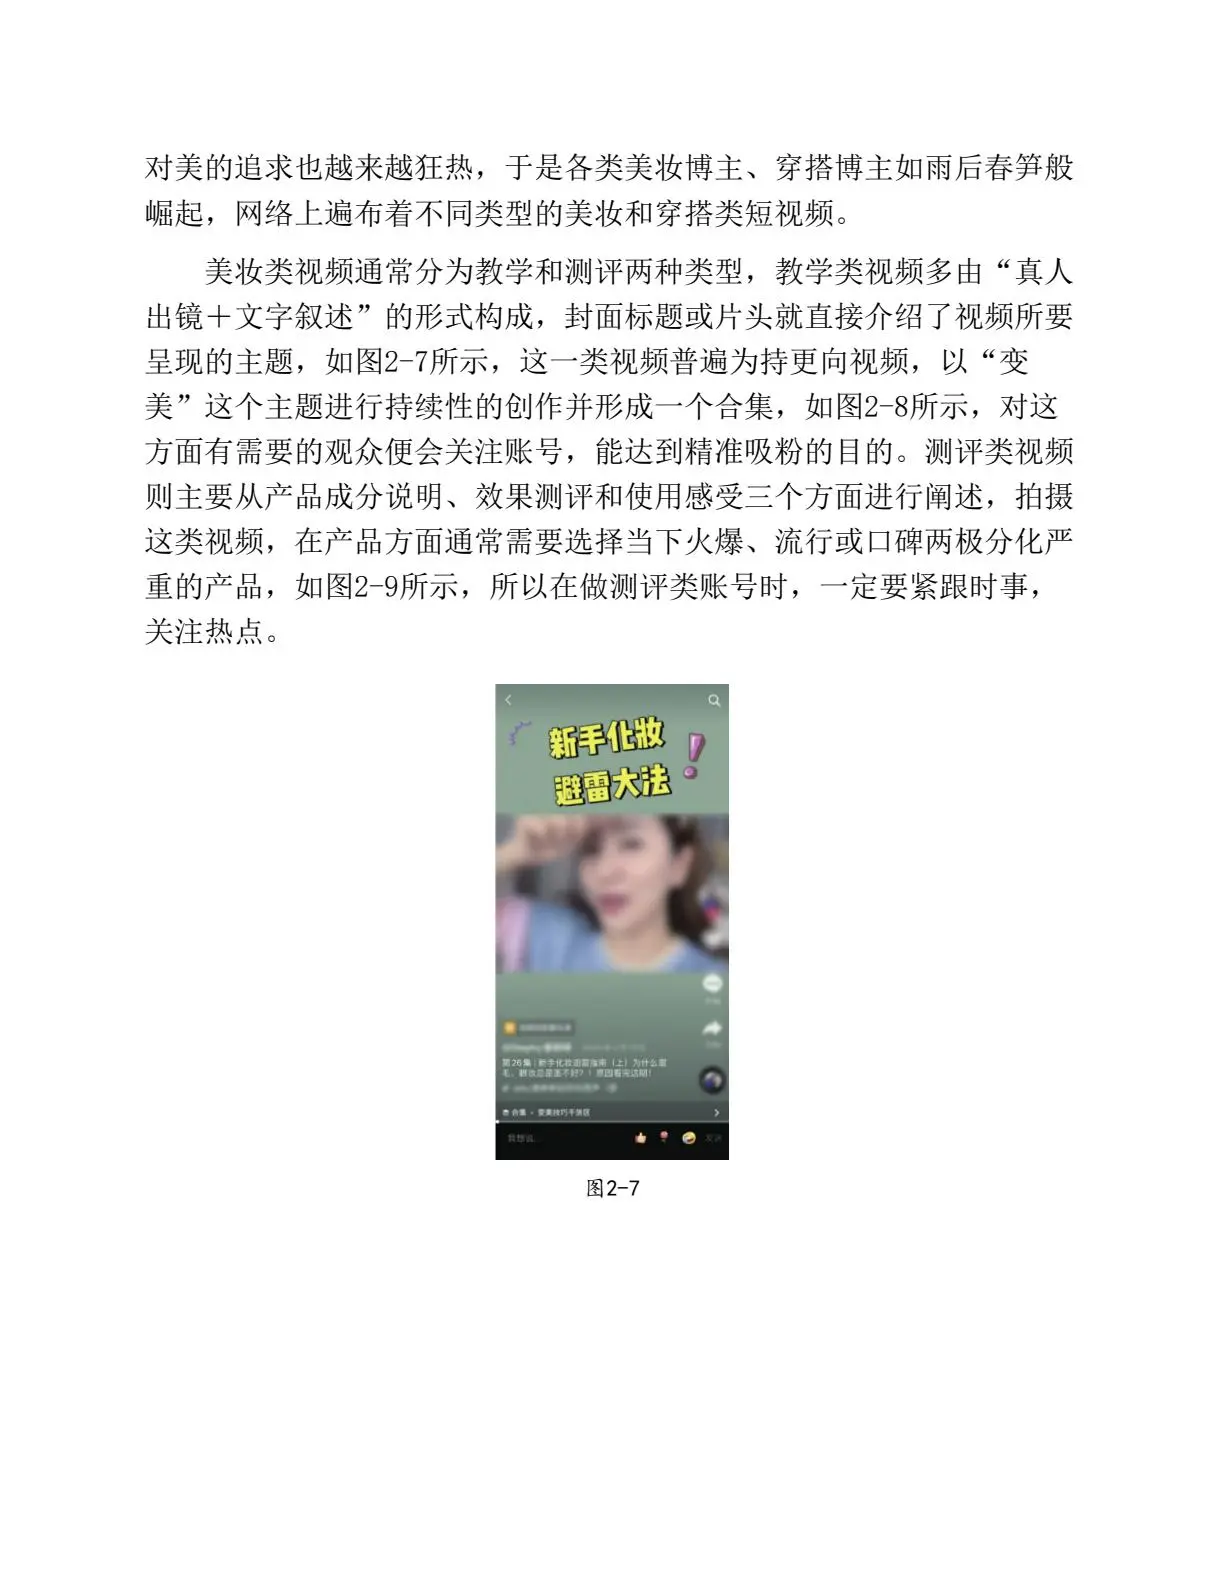 对美的追求也越来越狂热，于是各类美妆博主、穿搭博主如雨后春笋般
崛起，网络上遍布着不同类型的美妆和穿搭类短视频。
美妆类视频通常分为教学和测评两种类型，教学类视频多由“真人
出镜＋文字叙述”的形式构成，封面标题或片头就直接介绍了视频所要
呈现的主题，如图2-7所示，这一类视频普遍为持更向视频，以“变
美”这个主题进行持续性的创作并形成一个合集，如图2-8所示，对这
方面有需要的观众便会关注账号，能达到精准吸粉的目的。测评类视频
则主要从产品成分说明、效果测评和使用感受三个方面进行阐述，拍摄
这类视频，在产品方面通常需要选择当下火爆、流行或口碑两极分化严
重的产品，如图2-9所示，所以在做测评类账号时，一定要紧跟时事，
关注热点。
新手化妆
避雷大法
第26集｜新手化妆避雷指南（上）为什么眉
毛、眼妆总是画不好？！原因看完这期！
合集 · 变美技巧干货区
我想说...
发送
图2-7